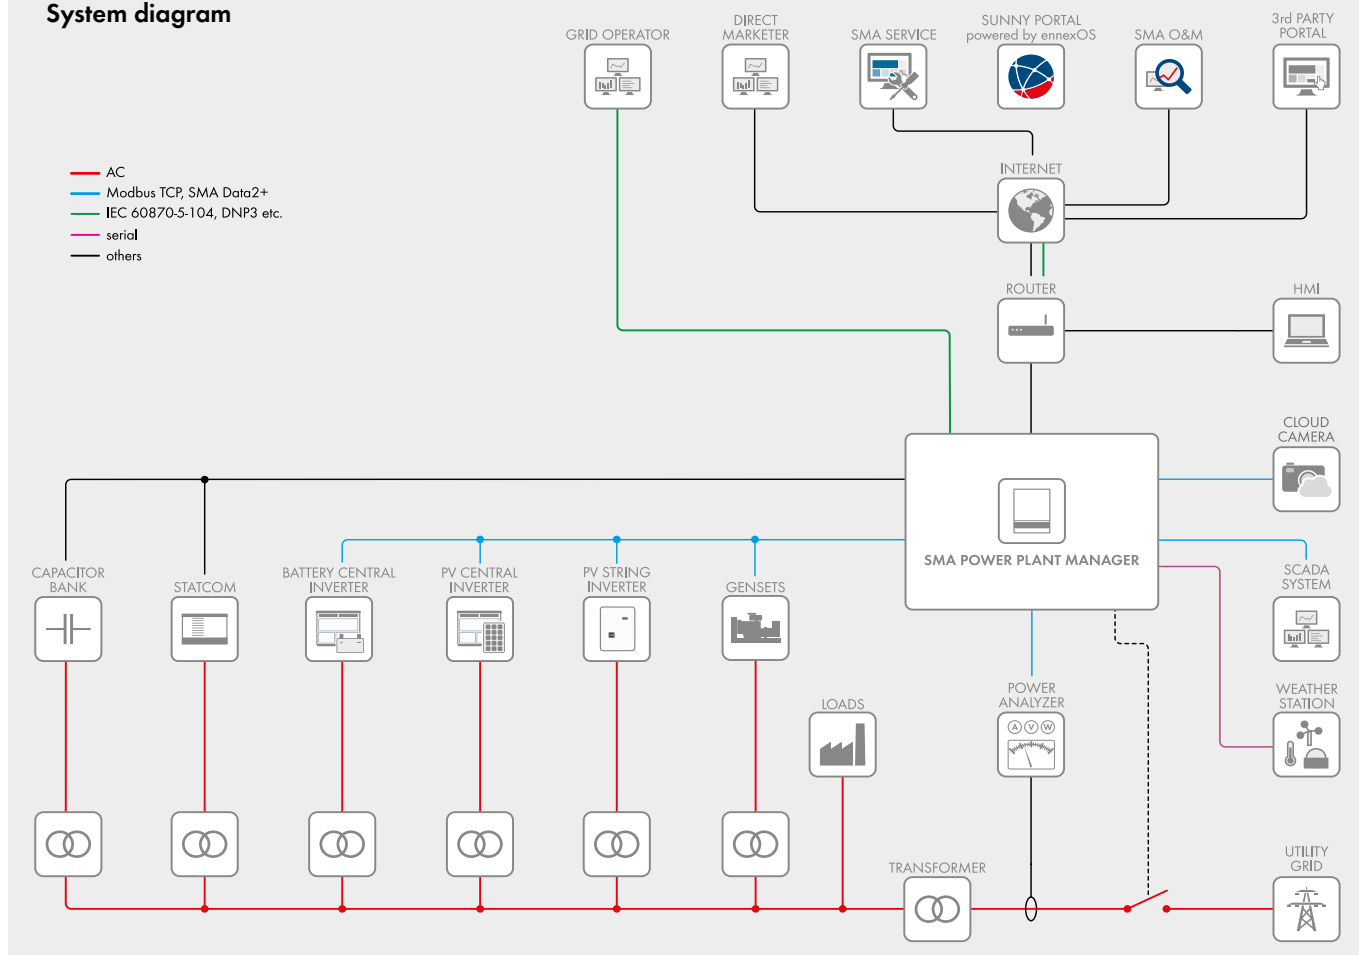 System diagram
GRID OPERATOR
DIRECT
MARKETER
SMA SERVICE
SUNNY PORTAL
powered by ennexOS
SMA O&M
3rd PARTY
PORTAL
AC
Modbus TCP, SMA Data2+
IEC 60870-5-104, DNP3 etc.
serial
others
INTERNET
ROUTER
HMI
CLOUD
CAMERA
SMA POWER PLANT MANAGER
CAPACITOR
BANK
STATCOM
BATTERY CENTRAL
INVERTER
PV CENTRAL
INVERTER
PV STRING
INVERTER
GENSETS
SCADA
SYSTEM
LOADS
POWER
ANALYZER
A V W
WEATHER
STATION
TRANSFORMER
UTILITY
GRID